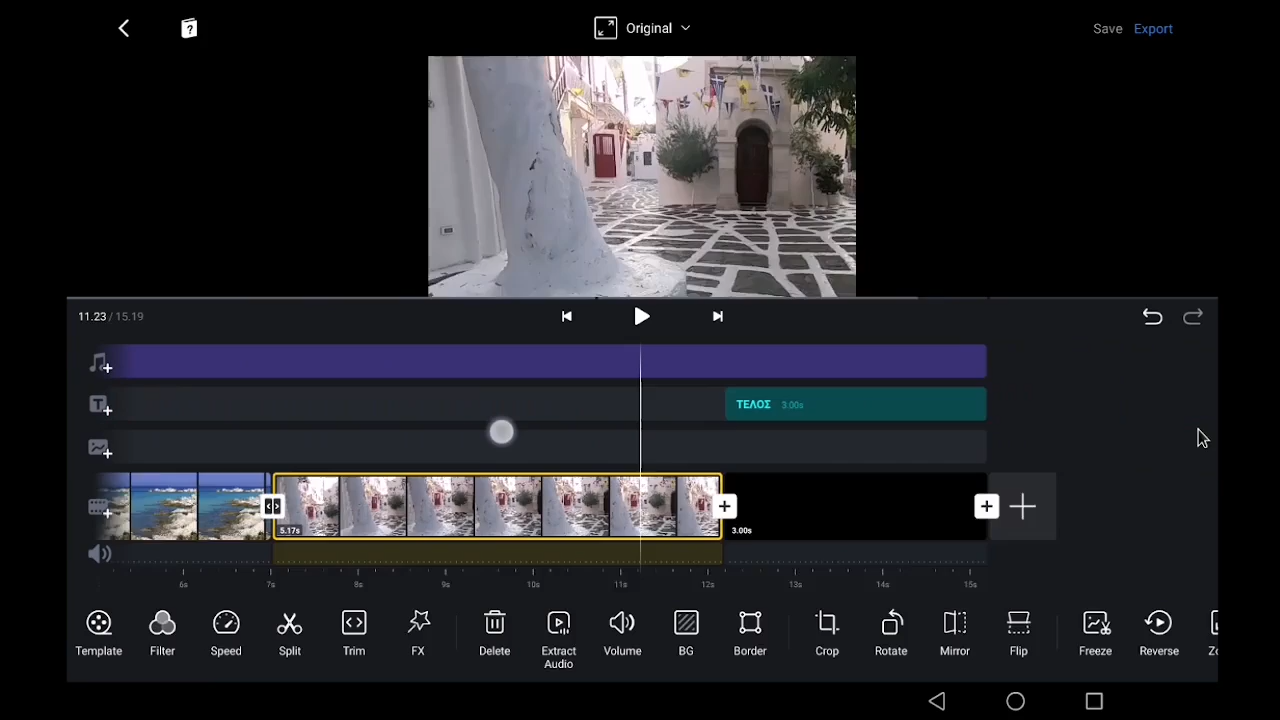 Original
Save Export
11.23 / 15.19
ΤΕΛΟΣ 3.00s
5.17s
3.00s
6s 7s 8s 9s 10s 11s 12s 13s 14s 15s
Template Filter Speed Split Trim FX Delete Extract Audio Volume BG Border Crop Rotate Mirror Flip Freeze Reverse